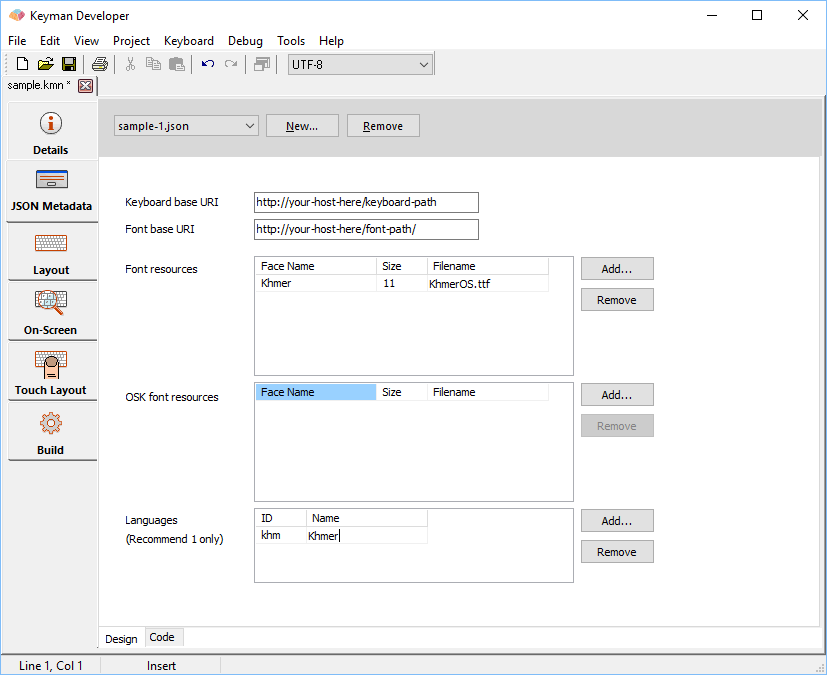 Keyman Developer
File Edit View Project Keyboard Debug Tools Help
UTF-8
sample.kmn *
Details
JSON Metadata
Layout
On-Screen
Touch Layout
Build
sample-1.json New... Remove
Keyboard base URI http://your-host-here/keyboard-path
Font base URI http://your-host-here/font-path/
Font resources Face Name Size Filename Add...
Khmer 11 KhmerOS.ttf
Remove
OSK font resources Face Name Size Filename Add...
Remove
Languages ID Name Add...
(Recommend 1 only) khm Khmer
Remove
Design Code
Line 1, Col 1 Insert